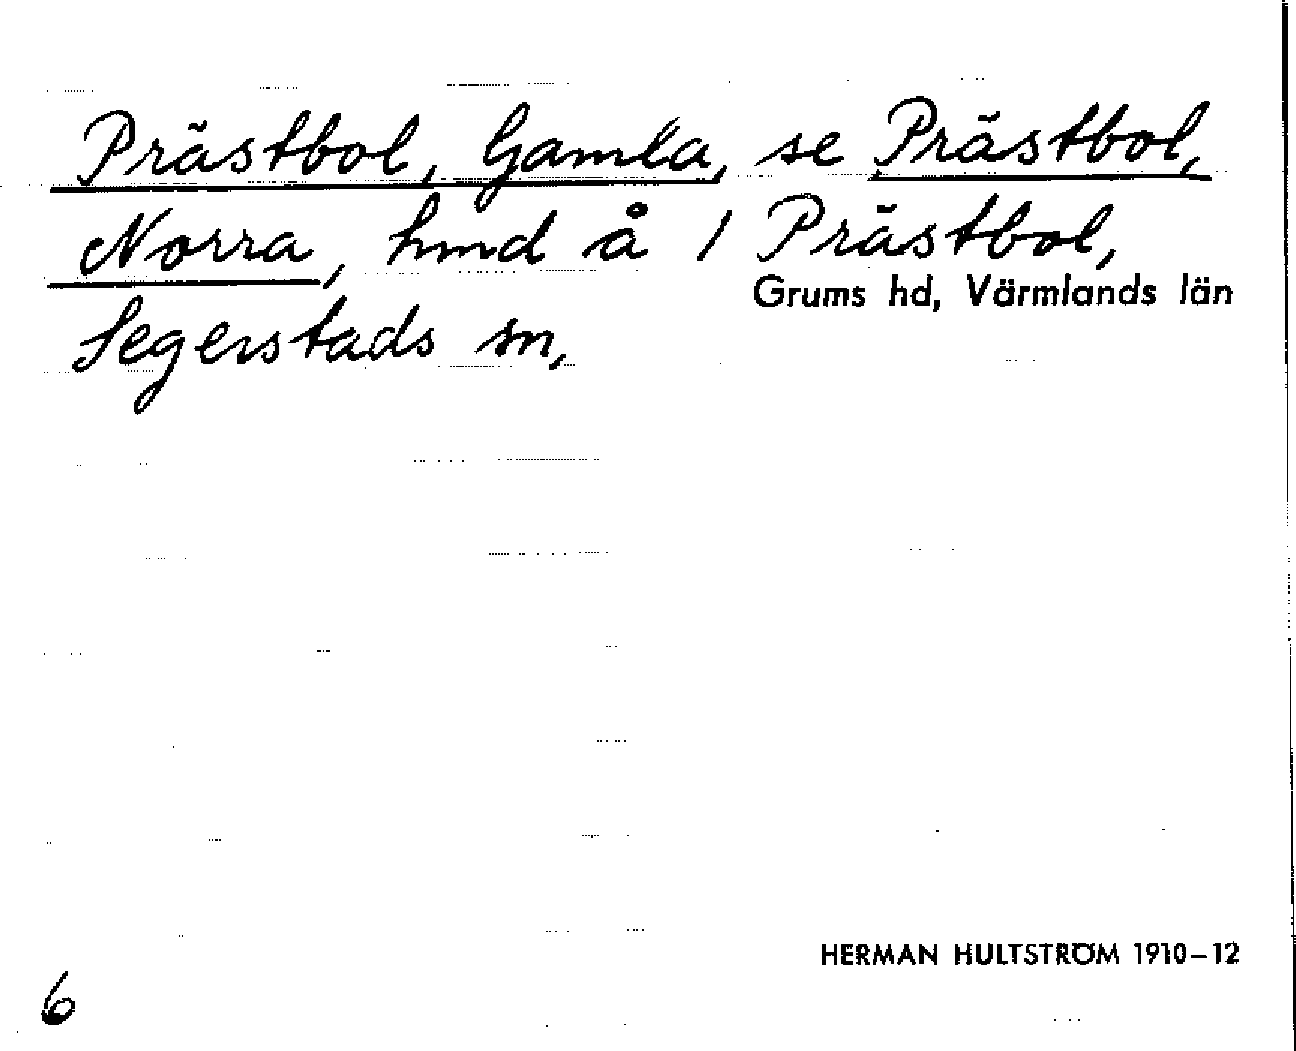 Prästbol, Gamla, se Prästbol,
Norra, hmd å 1 Prästbol,
Grums hd, Värmlands län
Segerstads sn,
HERMAN HULTSTRÖM 1910–12
6